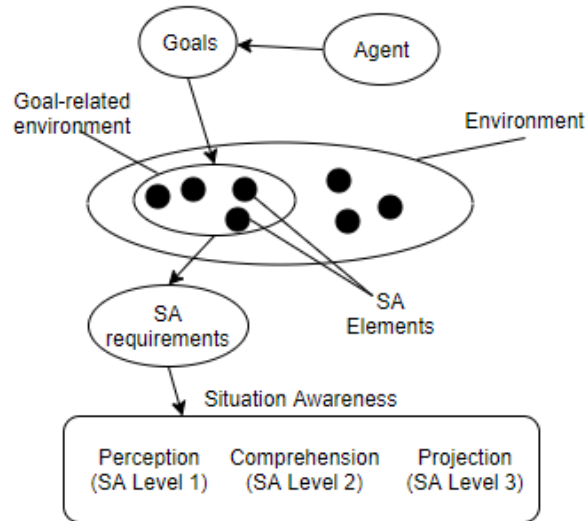 Goals
Agent
Goal-related
environment
Environment
SA
Elements
SA
requirements
Situation Awareness
Perception
(SA Level 1)
Comprehension
(SA Level 2)
Projection
(SA Level 3)